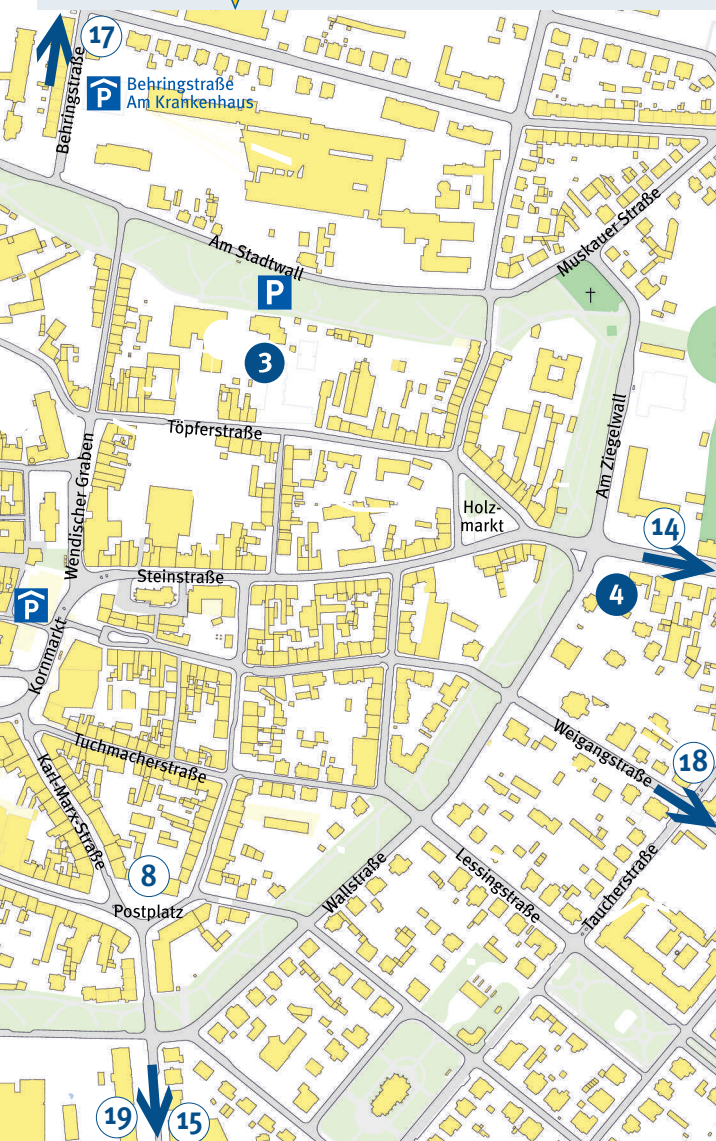 17
Behringstraße
P
Behringstraße
Am Krankenhaus
Muskauer Straße
Am Stadtwall
P
3
Töpferstraße
Am Ziegelwall
Wendischer Graben
Holz-
markt
14
Steinstraße
4
P
Kornmarkt
Weigangstraße
Tuchmacherstraße
18
Karl-Marx-Straße
8
Wallstraße
Lessingstraße
Taucherstraße
Postplatz
19
15